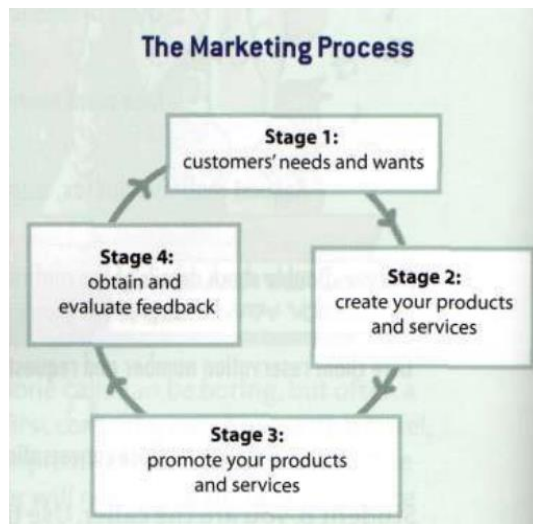 The Marketing Process
Stage 1:
customers' needs and wants
Stage 2:
create your products
and services
Stage 3:
promote your products
and services
Stage 4:
obtain and
evaluate feedback